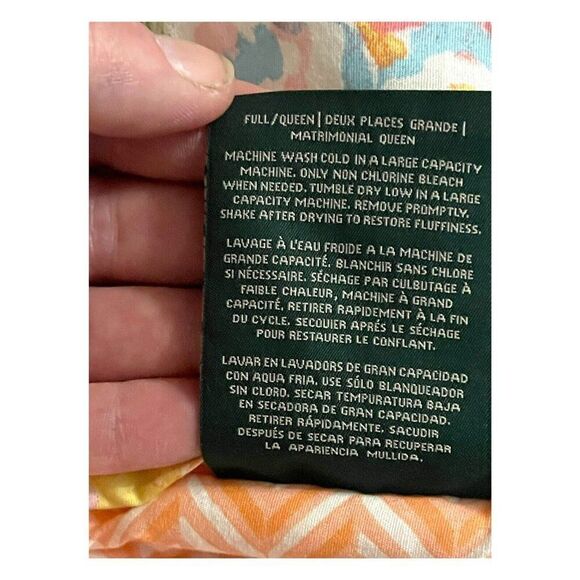 FULL/QUEEN | DEUX PLACES GRANDE |
MATRIMONIAL QUEEN
MACHINE WASH COLD IN A LARGE CAPACITY
MACHINE. ONLY NON CHLORINE BLEACH
WHEN NEEDED. TUMBLE DRY LOW IN A LARGE
CAPACITY MACHINE. REMOVE PROMPTLY.
SHAKE AFTER DRYING TO RESTORE FLUFFINESS.
LAVAGE À L'EAU FROIDE A LA MACHINE DE
GRANDE CAPACITÉ. BLANCHIR SANS CHLORE
SI NÉCESSAIRE. SÉCHAGE PAR CULBUTAGE À
FAIBLE CHALEUR, MACHINE À GRAND
CAPACITÉ. RETIRER RAPIDEMENT À LA FIN
DU CYCLE. SECOUIER APRÉS LE SÉCHAGE
POUR RESTAURER LE CONFLANT.
LAVAR EN LAVADORS DE GRAN CAPACIDAD
CON AQUA FRIA. USE SÓLO BLANQUEADOR
SIN CLORO. SECAR TEMPURATURA BAJA
EN SECADORA DE GRAN CAPACIDAD.
RETIRER RÁPIDAMENTE. SACUDIR
DESPUÉS DE SECAR PARA RECUPERAR
LA APARIENCIA MULLIDA.